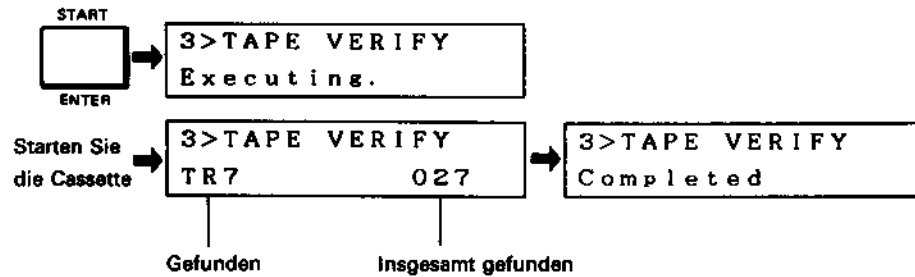 START
3>TAPE VERIFY
Executing.
ENTER
Starten Sie
die Cassette
3>TAPE VERIFY
TR7 027
3>TAPE VERIFY
Completed
Gefunden
Insgesamt gefunden